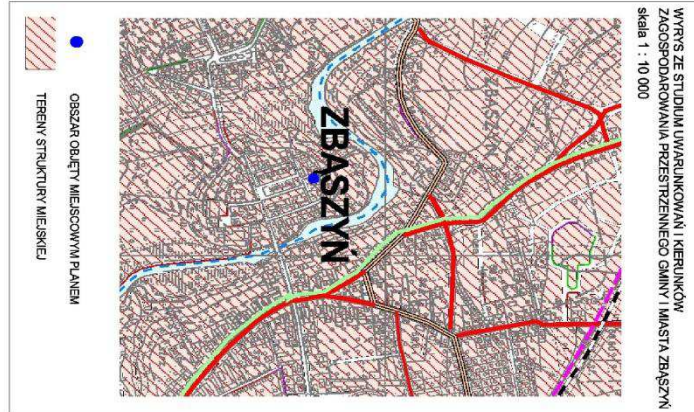 WYRYS ZE STUDIUM UWARUNKOWAŃ I KIERUNKÓW
ZAGOSPODAROWANIA PRZESTRZENNEGO GMINY I MIASTA ZBĄSZYŃ
skala 1 : 10 000
ZBĄSZYŃ
OBSZAR OBJĘTY MIEJSCOWYM PLANEM
TERENY STRUKTURY MIEJSKIEJ